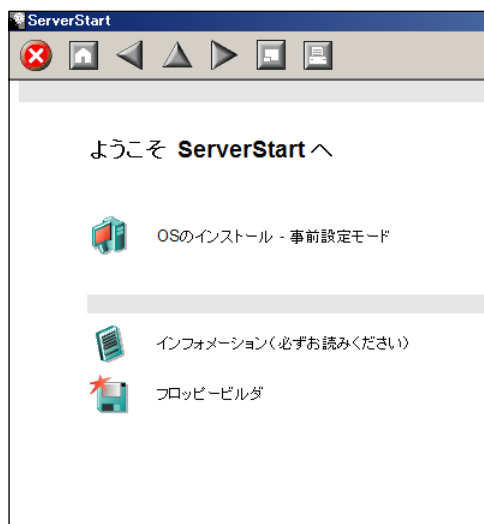 ServerStart
ようこそ ServerStart へ
OSのインストール - 事前設定モード
インフォメーション(必ずお読みください)
フロッピービルダ